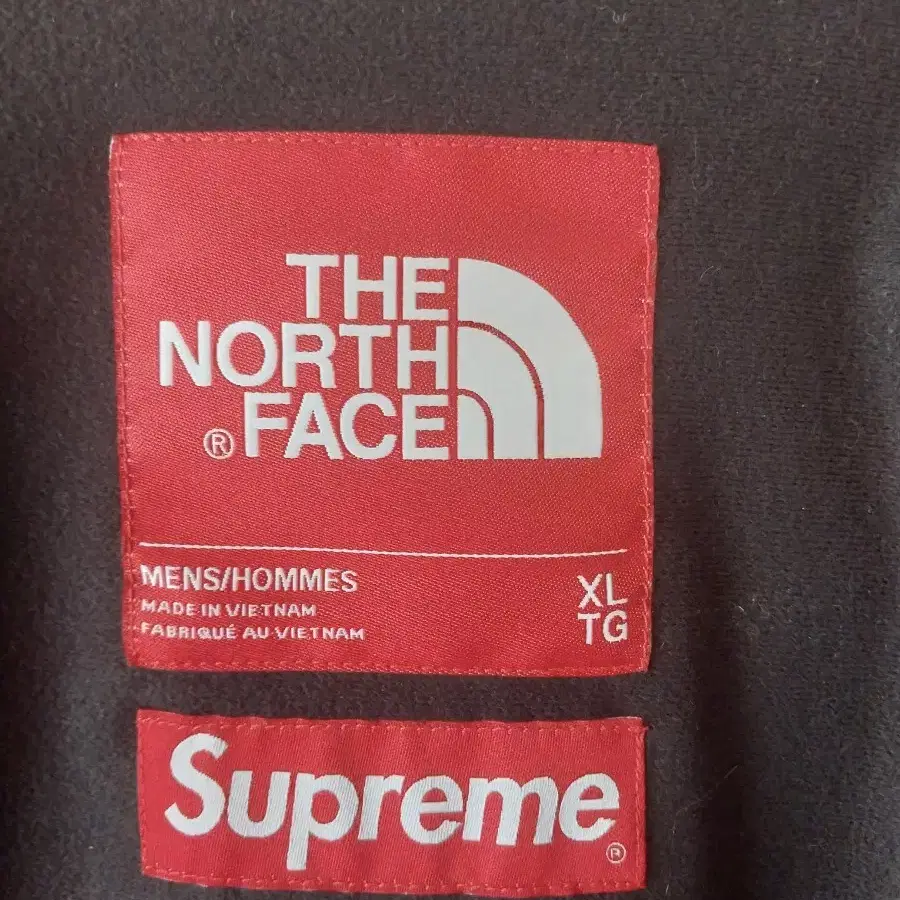 THE
NORTH
®FACE
MENS/HOMMES
MADE IN VIETNAM
FABRIQUÉ AU VIETNAM
XL
TG
Supreme®